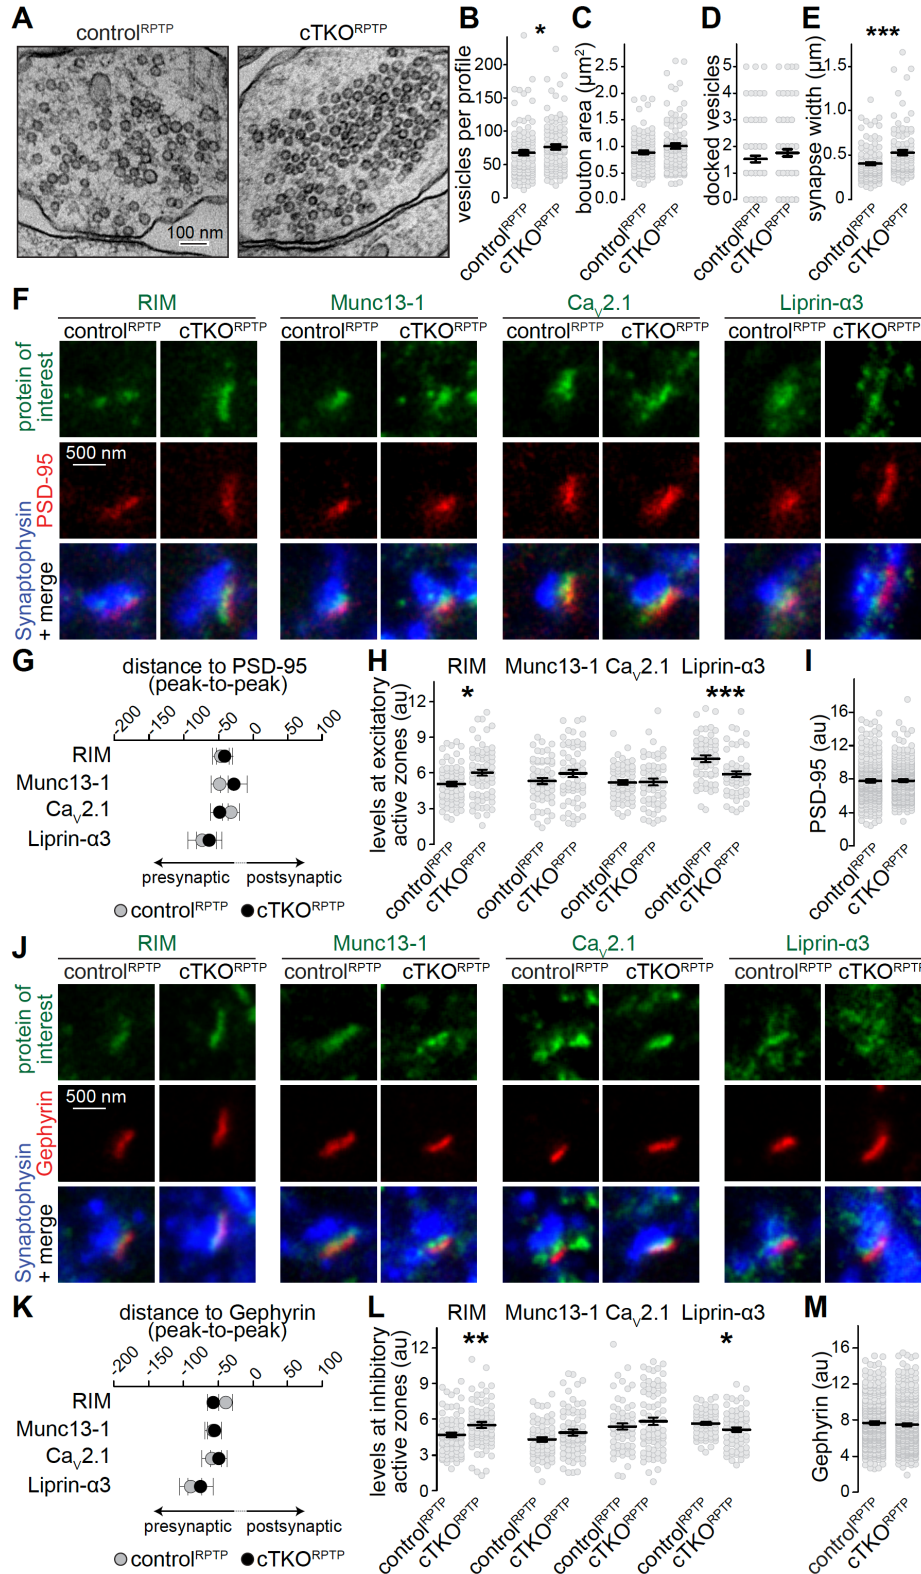 A
control^RPTP
cTKO^RPTP
100 nm
B
*
vesicles per profile
200
150
100
50
0
control^RPTP
cTKO^RPTP
C
bouton area (µm²)
2.5
2.0
1.5
1.0
0.5
0.0
control^RPTP
cTKO^RPTP
D
docked vesicles
5
4
3
2
1
0
control^RPTP
cTKO^RPTP
E
***
synapse width (µm)
1.5
1.0
0.5
0.0
control^RPTP
cTKO^RPTP
F
RIM
Munc13-1
Ca_V2.1
Liprin-α3
control^RPTP
cTKO^RPTP
control^RPTP
cTKO^RPTP
control^RPTP
cTKO^RPTP
control^RPTP
cTKO^RPTP
protein of
interest
PSD-95
500 nm
Synaptophysin
+ merge
G
distance to PSD-95
(peak-to-peak)
-200
-150
-100
-50
0
50
100
RIM
Munc13-1
Ca_V2.1
Liprin-α3
presynaptic
postsynaptic
control^RPTP
cTKO^RPTP
H
RIM
Munc13-1
Ca_V2.1
Liprin-α3
*
***
levels at excitatory
active zones (au)
12
9
6
3
0
control^RPTP
cTKO^RPTP
control^RPTP
cTKO^RPTP
control^RPTP
cTKO^RPTP
control^RPTP
cTKO^RPTP
I
PSD-95 (au)
16
12
8
4
0
control^RPTP
cTKO^RPTP
J
RIM
Munc13-1
Ca_V2.1
Liprin-α3
control^RPTP
cTKO^RPTP
control^RPTP
cTKO^RPTP
control^RPTP
cTKO^RPTP
control^RPTP
cTKO^RPTP
protein of
interest
Gephyrin
500 nm
Synaptophysin
+ merge
K
distance to Gephyrin
(peak-to-peak)
-200
-150
-100
-50
0
50
100
RIM
Munc13-1
Ca_V2.1
Liprin-α3
presynaptic
postsynaptic
control^RPTP
cTKO^RPTP
L
RIM
Munc13-1
Ca_V2.1
Liprin-α3
**
*
levels at inhibitory
active zones (au)
12
9
6
3
0
control^RPTP
cTKO^RPTP
control^RPTP
cTKO^RPTP
control^RPTP
cTKO^RPTP
control^RPTP
cTKO^RPTP
M
Gephyrin (au)
16
12
8
4
0
control^RPTP
cTKO^RPTP